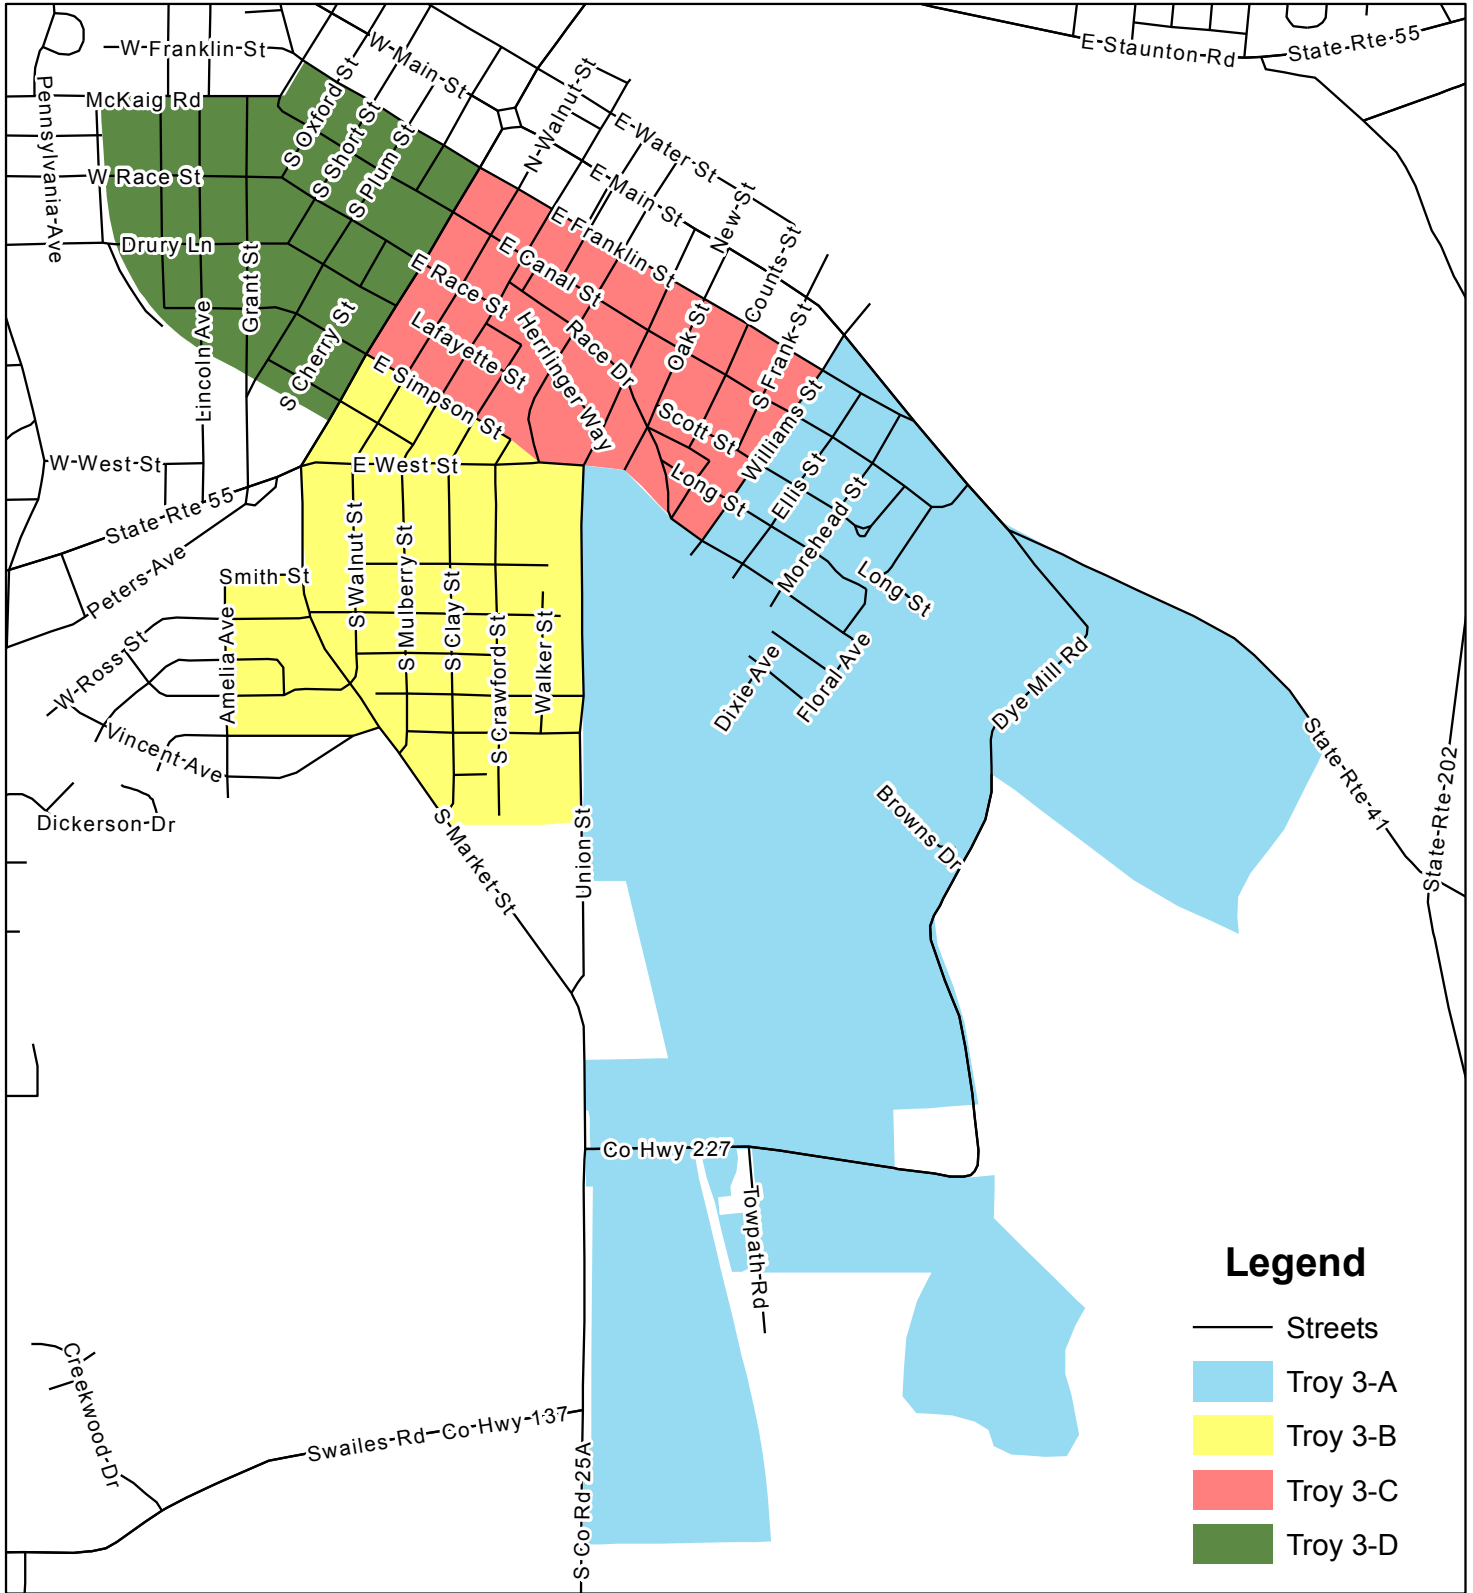 W-Franklin-St
W-Main-St
E-Staunton-Rd
State-Rte-55
Pennsylvania-Ave
McKaig Rd
S Oxford St
S Short St
S Plum St
N-Walnut-St
E-Water-St
W Race St
E-Main-St
New-St
Drury Ln
Grant St
E-Franklin-St
Counts-St
E Canal St
E Race St
Lafayette St
Herrlinger Way
Race Dr
Oak St
S-Frank-St
Lincoln Ave
S Cherry St
E-Simpson St
Scott St
Williams St
W-West-St
E-West St
Long St
Ellis St
Morehead St
State-Rte-55
Peters-Ave
S-Walnut-St
S Mulberry St
S Clay St
Smith-St
Long St
Amelia-Ave
S Crawford St
Walker St
W-Ross-St
Dixie-Ave
Floral-Ave
Dye-Mill-Rd
Vincent-Ave
State-Rte-41
State-Rte-202
Dickerson-Dr
S-Market-St
Union-St
Browns-Dr
Co Hwy 227
Towpath-Rd
Creekwood-Dr
Swailes-Rd-Co-Hwy-137
S-Co-Rd-25A
Legend
Streets
Troy 3-A
Troy 3-B
Troy 3-C
Troy 3-D